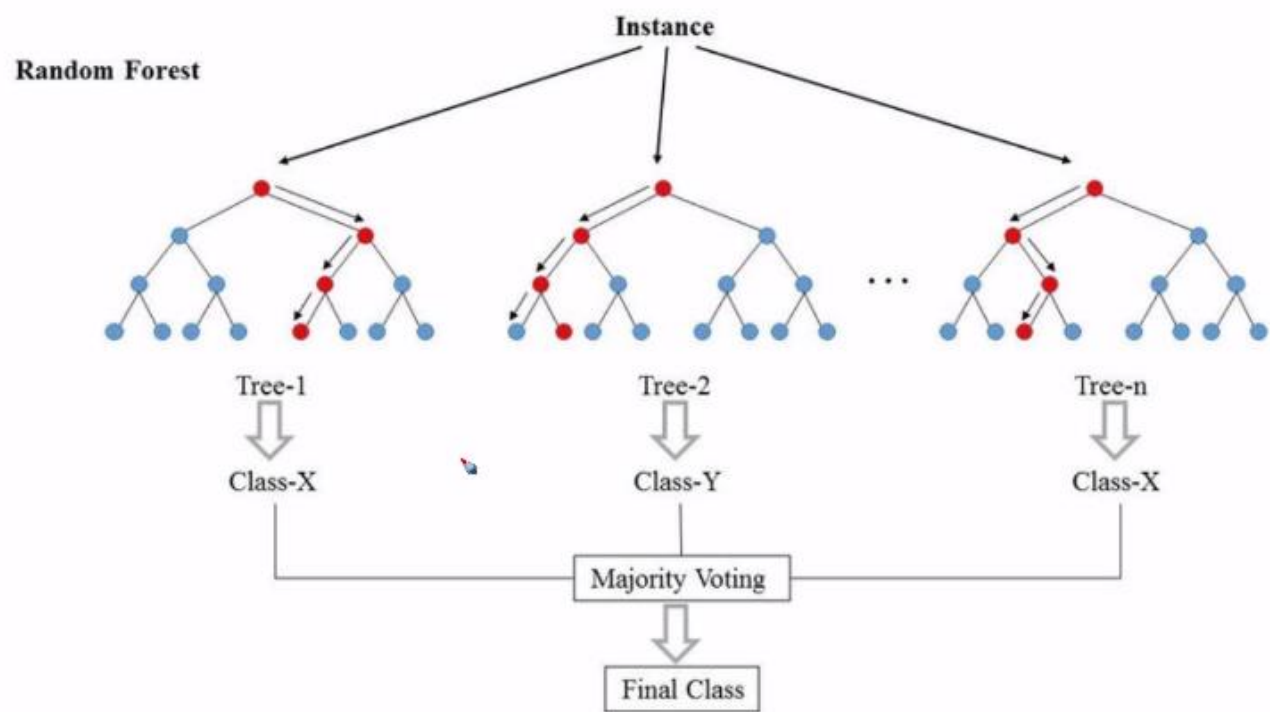 Instance
Random Forest
...
Tree-1
Tree-2
Tree-n
Class-X
Class-Y
Class-X
Majority Voting
Final Class